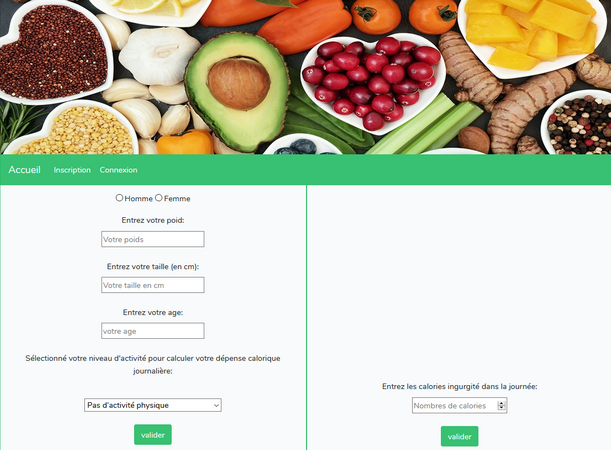 Accueil Inscription Connexion
Homme Femme
Entrez votre poid:
Votre poids
Entrez votre taille (en cm):
Votre taille en cm
Entrez votre age:
votre age
Sélectionné votre niveau d'activité pour calculer votre dépense calorique
journalière:
Pas d'activité physique
valider
Entrez les calories ingurgité dans la journée:
Nombres de calories
valider